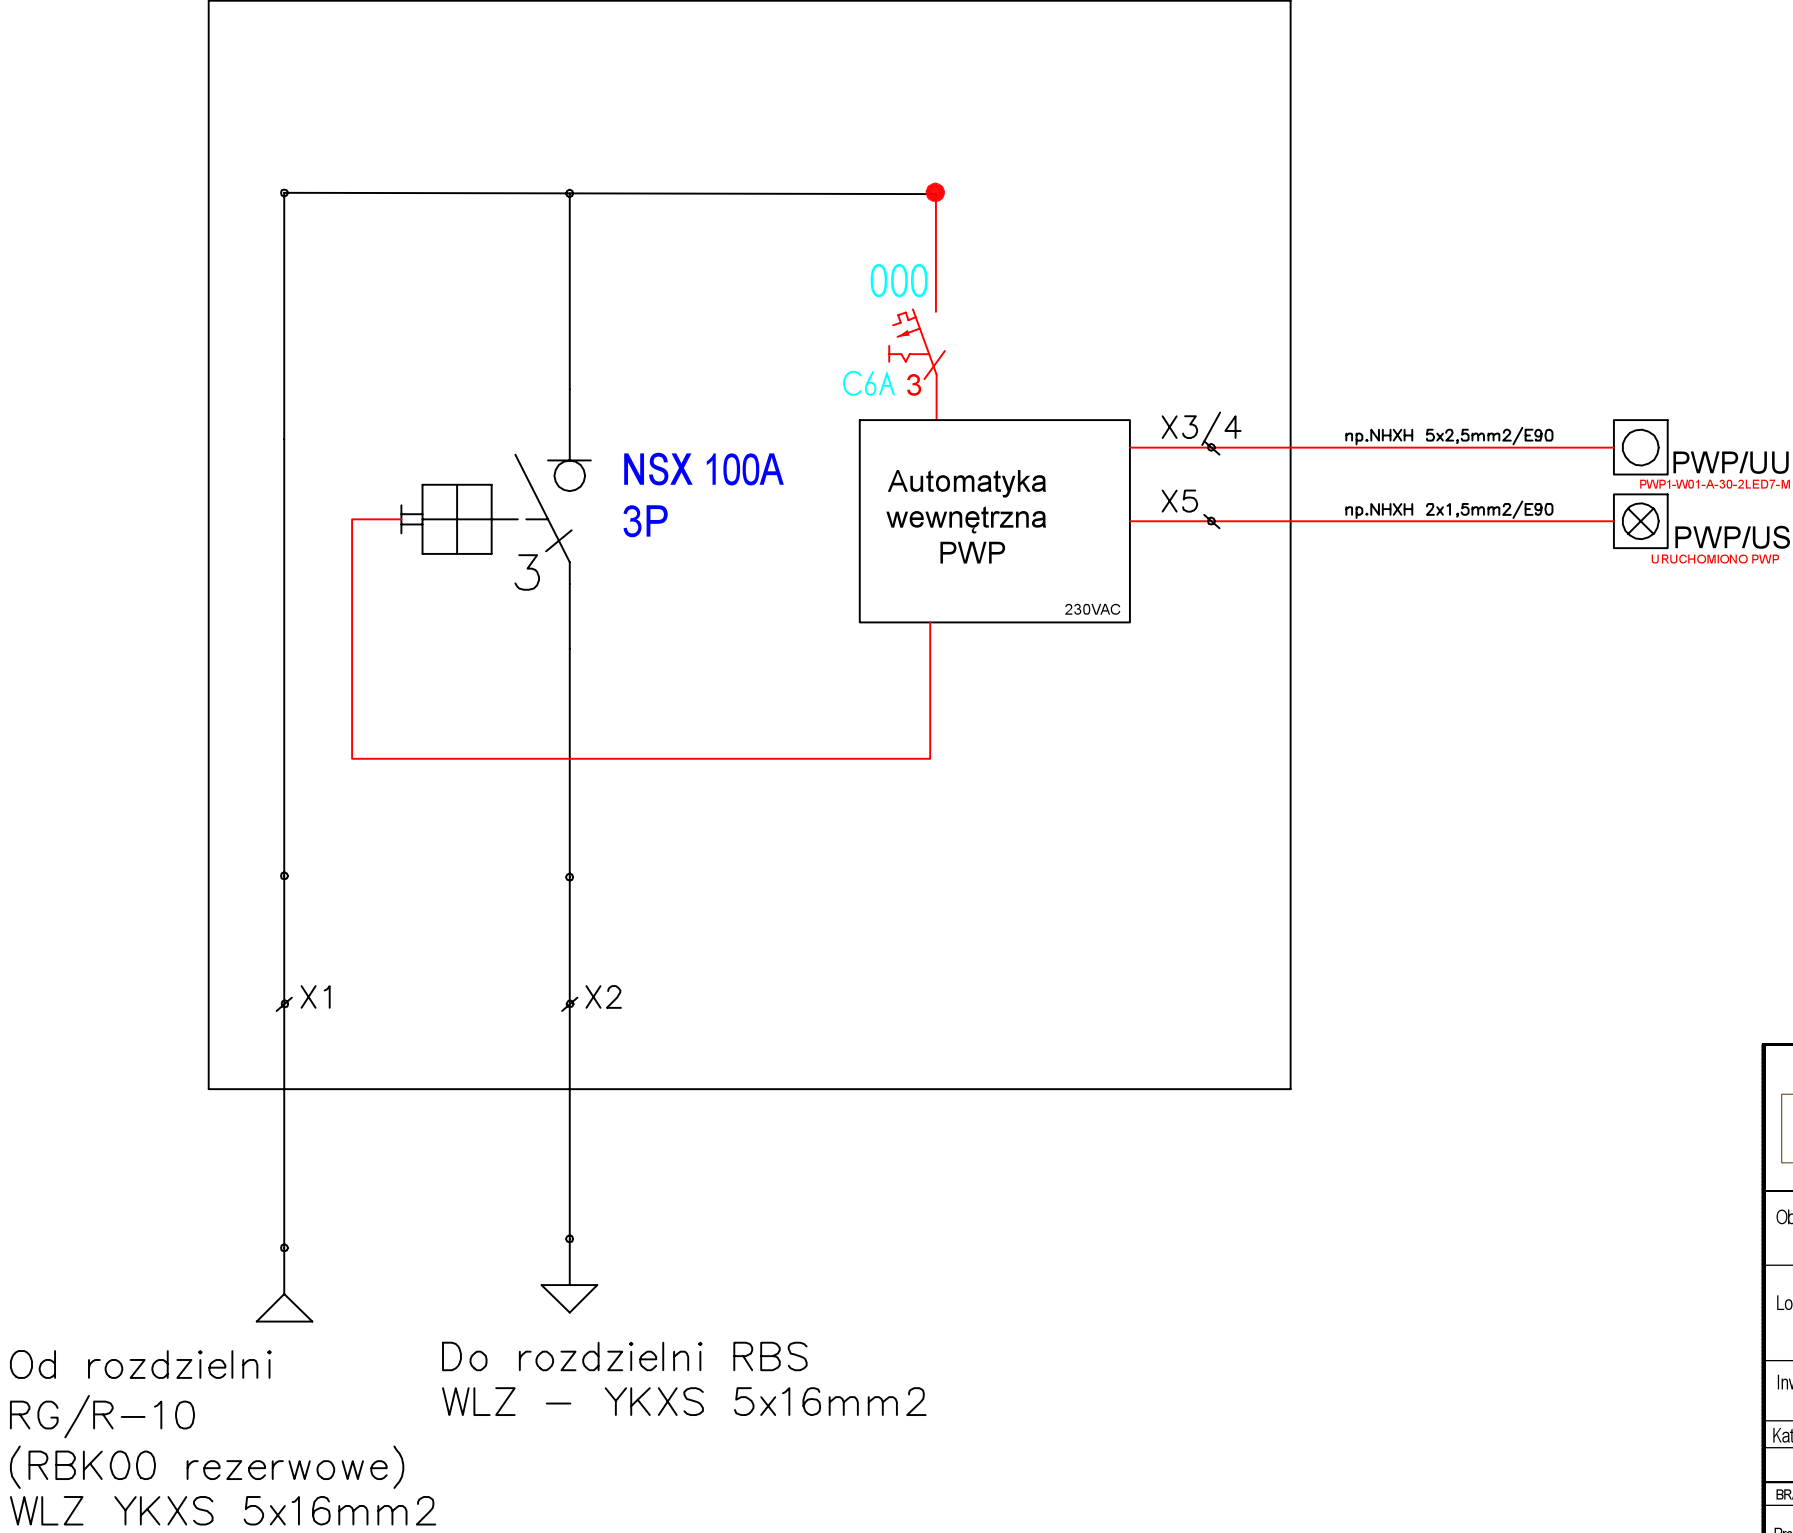 000
C6A 3
NSX 100A
3P
3
Automatyka
wewnętrzna
PWP
230VAC
X3/4
np.NHXH 5x2,5mm2/E90
PWP/UU
PWP1-W01-A-30-2LED7-M
X5
np.NHXH 2x1,5mm2/E90
PWP/US
URUCHOMIONO PWP
X1
X2
Od rozdzielni
RG/R-10
(RBK00 rezerwowe)
WLZ YKXS 5x16mm2
Do rozdzielni RBS
WLZ - YKXS 5x16mm2